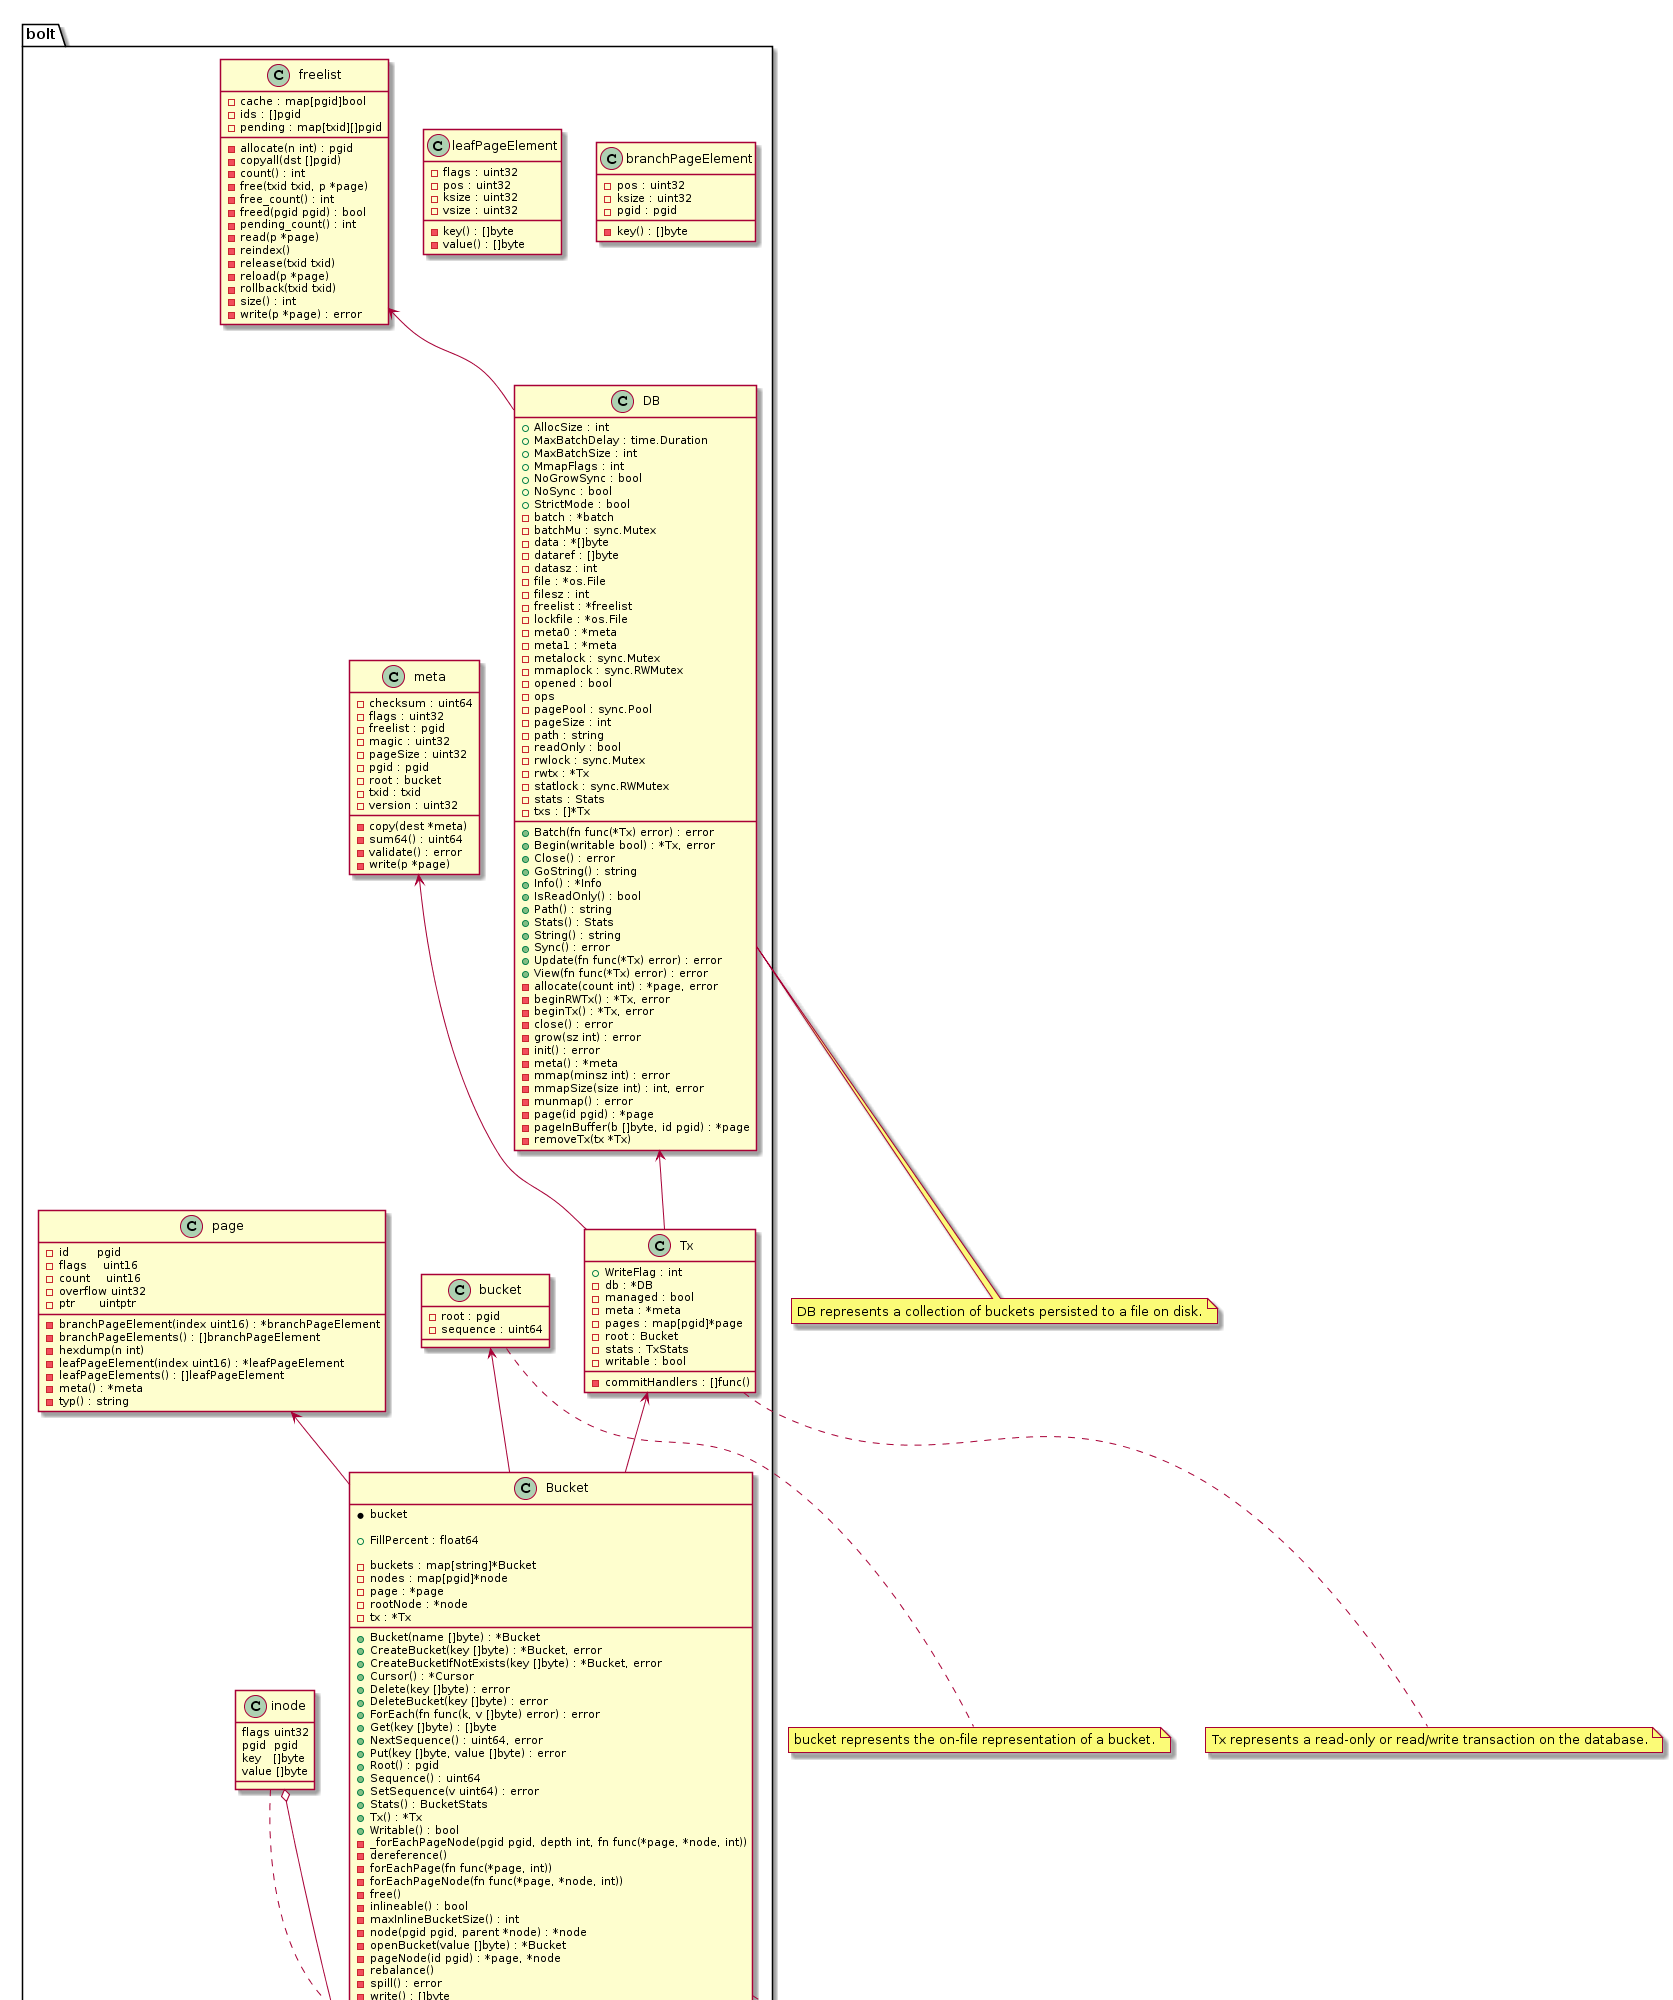 bolt
C freelist
cache : map[pgid]bool
ids : []pgid
pending : map[txid][]pgid
allocate(n int) : pgid
copyall(dst []pgid)
count() : int
free(txid txid, p *page)
free_count() : int
freed(pgid pgid) : bool
pending_count() : int
read(p *page)
reindex()
release(txid txid)
reload(p *page)
rollback(txid txid)
size() : int
write(p *page) : error
C leafPageElement
flags : uint32
pos : uint32
ksize : uint32
vsize : uint32
key() : []byte
value() : []byte
C branchPageElement
pos : uint32
ksize : uint32
pgid : pgid
key() : []byte
C DB
AllocSize : int
MaxBatchDelay : time.Duration
MaxBatchSize : int
MmapFlags : int
NoGrowSync : bool
NoSync : bool
StrictMode : bool
batch : *batch
batchMu : sync.Mutex
data : *[]byte
dataref : []byte
datasz : int
file : *os.File
filesz : int
freelist : *freelist
lockfile : *os.File
meta0 : *meta
meta1 : *meta
metalock : sync.Mutex
mmaplock : sync.RWMutex
opened : bool
ops
pagePool : sync.Pool
pageSize : int
path : string
readOnly : bool
rwlock : sync.Mutex
rwtx : *Tx
statlock : sync.RWMutex
stats : Stats
txs : []*Tx
Batch(fn func(*Tx) error) : error
Begin(writable bool) : *Tx, error
Close() : error
GoString() : string
Info() : *Info
IsReadOnly() : bool
Path() : string
Stats() : Stats
String() : string
Sync() : error
Update(fn func(*Tx) error) : error
View(fn func(*Tx) error) : error
allocate(count int) : *page, error
beginRWTx() : *Tx, error
beginTx() : *Tx, error
close() : error
grow(sz int) : error
init() : error
meta() : *meta
mmap(minsz int) : error
mmapSize(size int) : int, error
munmap() : error
page(id pgid) : *page
pageInBuffer(b []byte, id pgid) : *page
removeTx(tx *Tx)
C meta
checksum : uint64
flags : uint32
freelist : pgid
magic : uint32
pageSize : uint32
pgid : pgid
root : bucket
txid : txid
version : uint32
copy(dest *meta)
sum64() : uint64
validate() : error
write(p *page)
C page
id pgid
flags uint16
count uint16
overflow uint32
ptr uintptr
branchPageElement(index uint16) : *branchPageElement
branchPageElements() : []branchPageElement
hexdump(n int)
leafPageElement(index uint16) : *leafPageElement
leafPageElements() : []leafPageElement
meta() : *meta
typ() : string
C bucket
root : pgid
sequence : uint64
C Tx
WriteFlag : int
db : *DB
managed : bool
meta : *meta
pages : map[pgid]*page
root : Bucket
stats : TxStats
writable : bool
commitHandlers : []func()
DB represents a collection of buckets persisted to a file on disk.
C Bucket
bucket
FillPercent : float64
buckets : map[string]*Bucket
nodes : map[pgid]*node
page : *page
rootNode : *node
tx : *Tx
Bucket(name []byte) : *Bucket
CreateBucket(key []byte) : *Bucket, error
CreateBucketIfNotExists(key []byte) : *Bucket, error
Cursor() : *Cursor
Delete(key []byte) : error
DeleteBucket(key []byte) : error
ForEach(fn func(k, v []byte) error) : error
Get(key []byte) : []byte
NextSequence() : uint64, error
Put(key []byte, value []byte) : error
Root() : pgid
Sequence() : uint64
SetSequence(v uint64) : error
Stats() : BucketStats
Tx() : *Tx
Writable() : bool
_forEachPageNode(pgid pgid, depth int, fn func(*page, *node, int))
dereference()
forEachPage(fn func(*page, int))
forEachPageNode(fn func(*page, *node, int))
free()
inlineable() : bool
maxInlineBucketSize() : int
node(pgid pgid, parent *node) : *node
openBucket(value []byte) : *Bucket
pageNode(id pgid) : *page, *node
rebalance()
spill() : error
write() : []byte
C inode
flags uint32
pgid pgid
key []byte
value []byte
bucket represents the on-file representation of a bucket.
Tx represents a read-only or read/write transaction on the database.